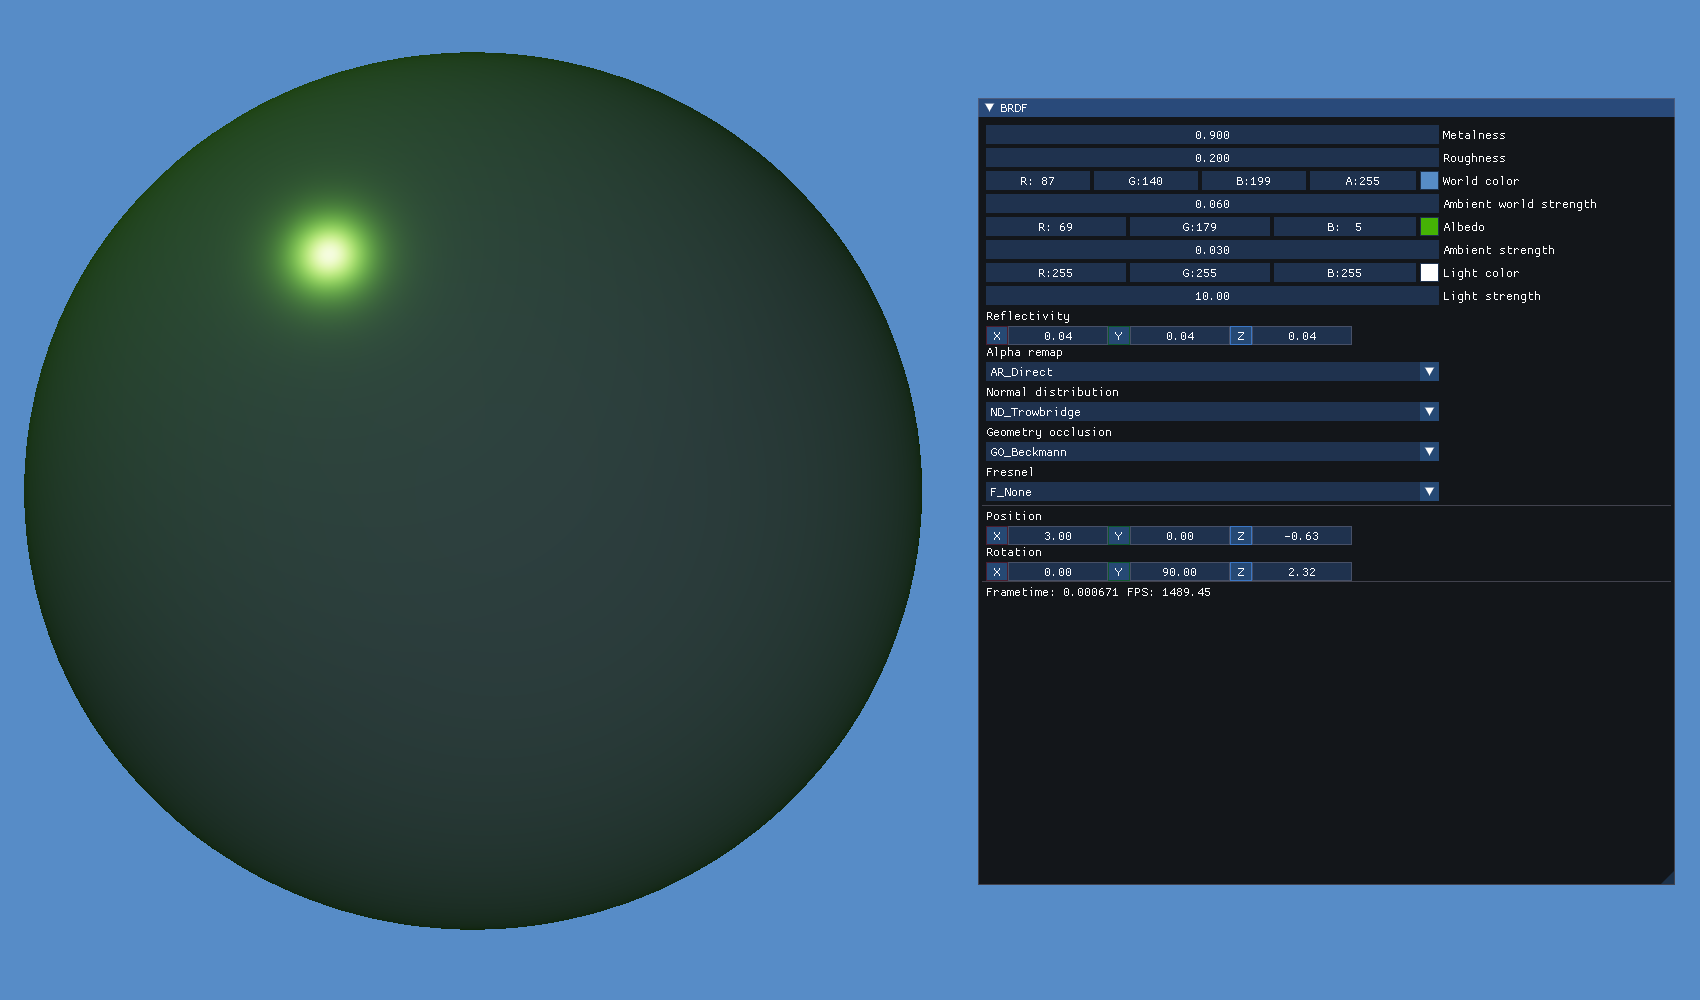 BRDF
0.900 Metalness
0.200 Roughness
R: 87 G:140 B:199 A:255 World color
0.060 Ambient world strength
R: 69 G:179 B:  5 Albedo
0.030 Ambient strength
R:255 G:255 B:255 Light color
10.00 Light strength
Reflectivity
X 0.04 Y 0.04 Z 0.04
Alpha remap
AR_Direct
Normal distribution
ND_Trowbridge
Geometry occlusion
GO_Beckmann
Fresnel
F_None
Position
X 3.00 Y 0.00 Z -0.63
Rotation
X 0.00 Y 90.00 Z 2.32
Frametime: 0.000671 FPS: 1489.45